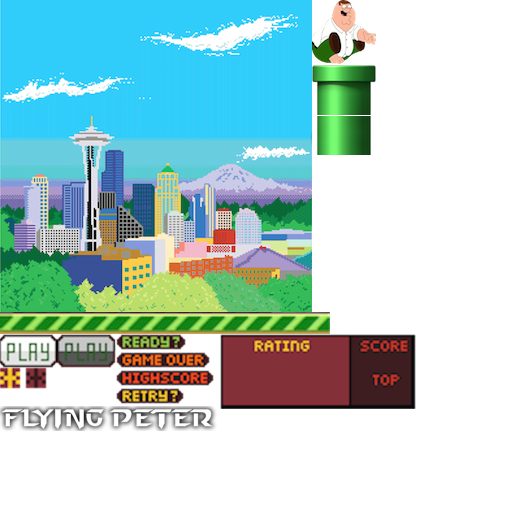 PLAY PLAY
READY?
GAME OVER
HIGHSCORE
RETRY?
RATING SCORE
TOP
FLYING PETER